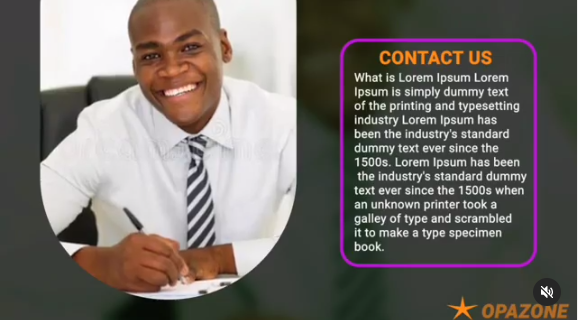 CONTACT US
What is Lorem Ipsum Lorem
Ipsum is simply dummy text
of the printing and typesetting
industry Lorem Ipsum has
been the industry's standard
dummy text ever since the
1500s. Lorem Ipsum has been
the industry's standard dummy
text ever since the 1500s when
an unknown printer took a
galley of type and scrambled
it to make a type specimen
book.
OPAZONE